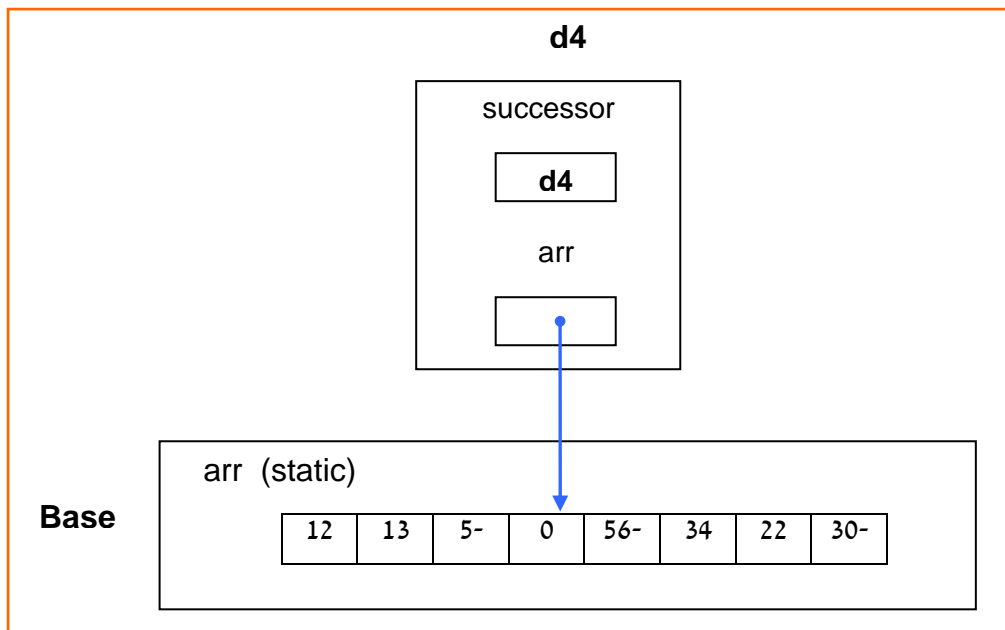 d4
successor
d4
arr
arr (static)
Base
12 13 5- 0 56- 34 22 30-